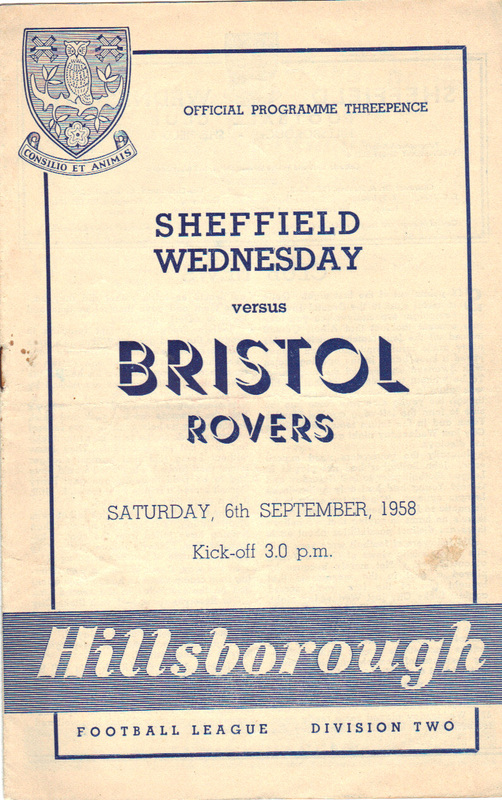 CONSILIO ET ANIMIS
OFFICIAL PROGRAMME THREEPENCE
SHEFFIELD
WEDNESDAY
versus
BRISTOL
ROVERS
SATURDAY, 6th SEPTEMBER, 1958
Kick-off 3.0 p.m.
Hillsborough
FOOTBALL LEAGUE DIVISION TWO